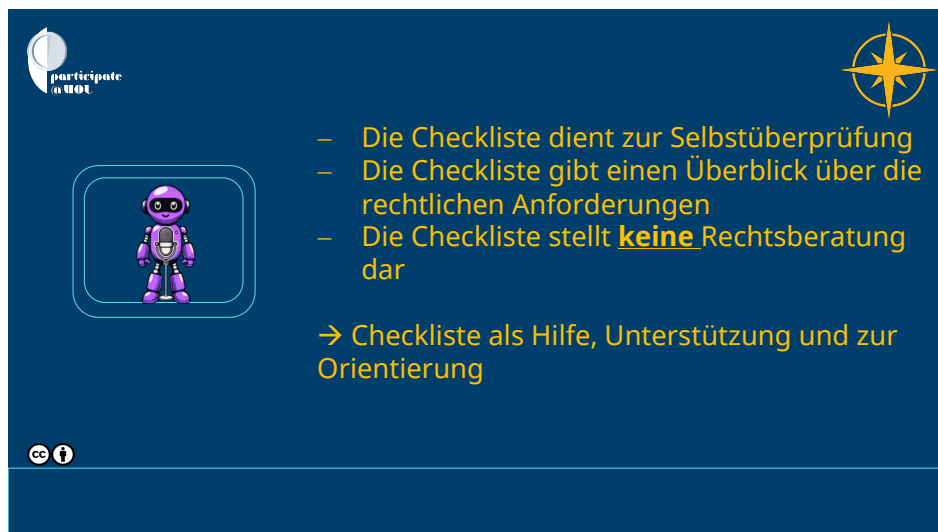 participate
@UOL
– Die Checkliste dient zur Selbstüberprüfung
– Die Checkliste gibt einen Überblick über die
rechtlichen Anforderungen
– Die Checkliste stellt keine Rechtsberatung
dar
→ Checkliste als Hilfe, Unterstützung und zur
Orientierung
cc